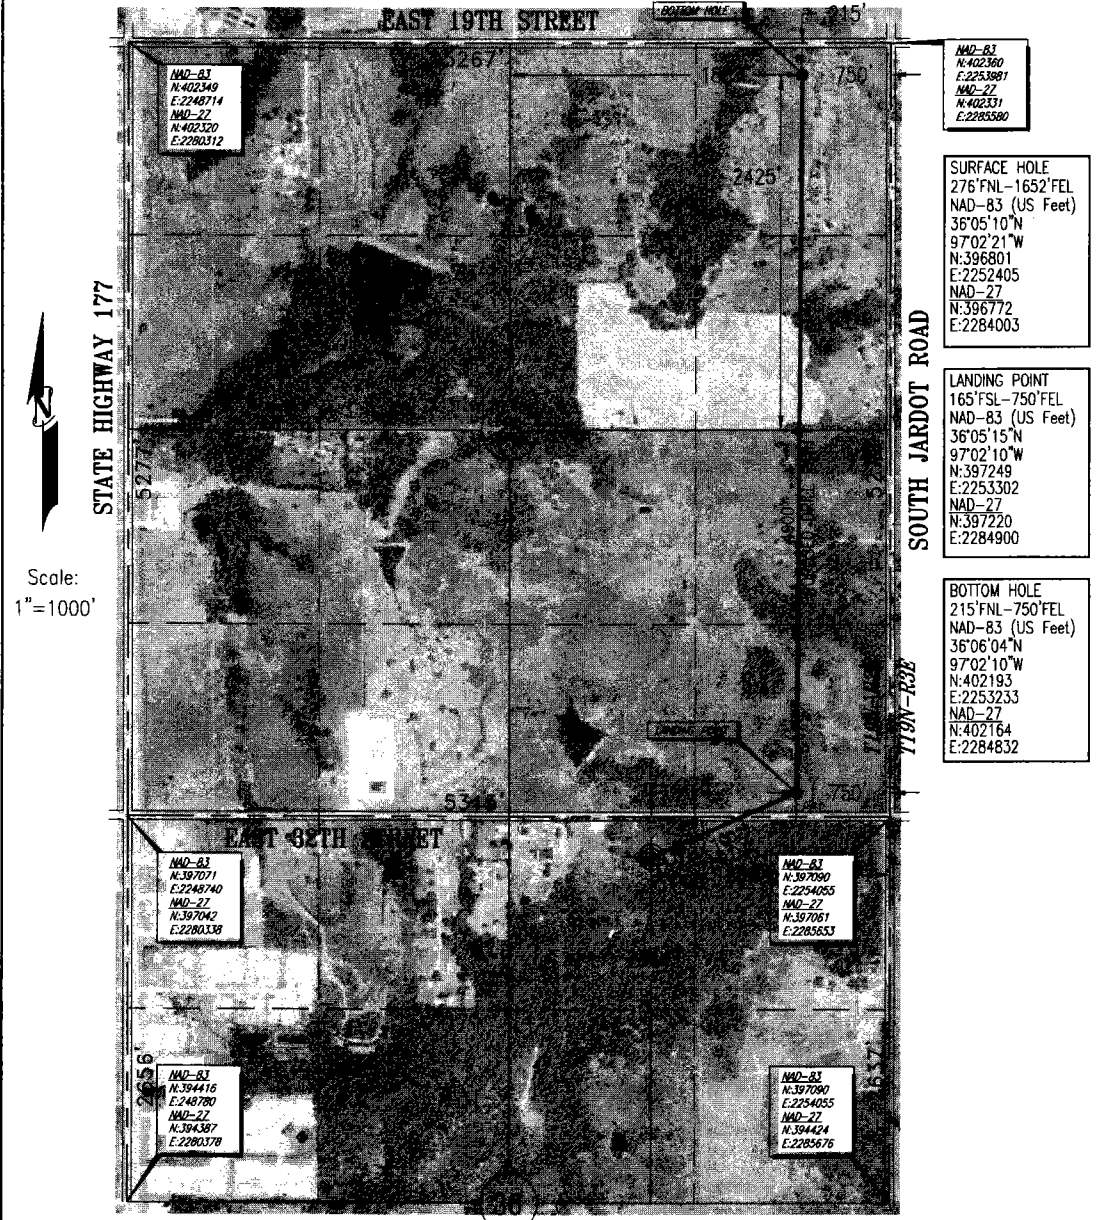 EAST 19TH STREET
BOTTOM HOLE
215'
5267'
750'
NAD-83
N:402349
E:2248714
NAD-27
N:402320
E:2280312
NAD-83
N:402360
E:2253981
NAD-27
N:402331
E:2285580
2425'
SURFACE HOLE
276'FNL-1652'FEL
NAD-83 (US Feet)
36°05'10"N
97°02'21"W
N:396801
E:2252405
NAD-27
N:396772
E:2284003
STATE HIGHWAY 177
SOUTH JARDOT ROAD
N
LANDING POINT
165'FSL-750'FEL
NAD-83 (US Feet)
36°05'15"N
97°02'10"W
N:397249
E:2253302
NAD-27
N:397220
E:2284900
5277'
Scale:
1"=1000'
BOTTOM HOLE
215'FNL-750'FEL
NAD-83 (US Feet)
36°06'04"N
97°02'10"W
N:402193
E:2253233
NAD-27
N:402164
E:2284832
T19N-R3E
750'
EAST 32TH STREET
NAD-83
N:397071
E:2248740
NAD-27
N:397042
E:2280338
NAD-83
N:397090
E:2254055
NAD-27
N:397061
E:2285653
2656'
NAD-83
N:394416
E:248780
NAD-27
N:394387
E:2280378
NAD-83
N:397090
E:2254055
NAD-27
N:394424
E:2285676
36